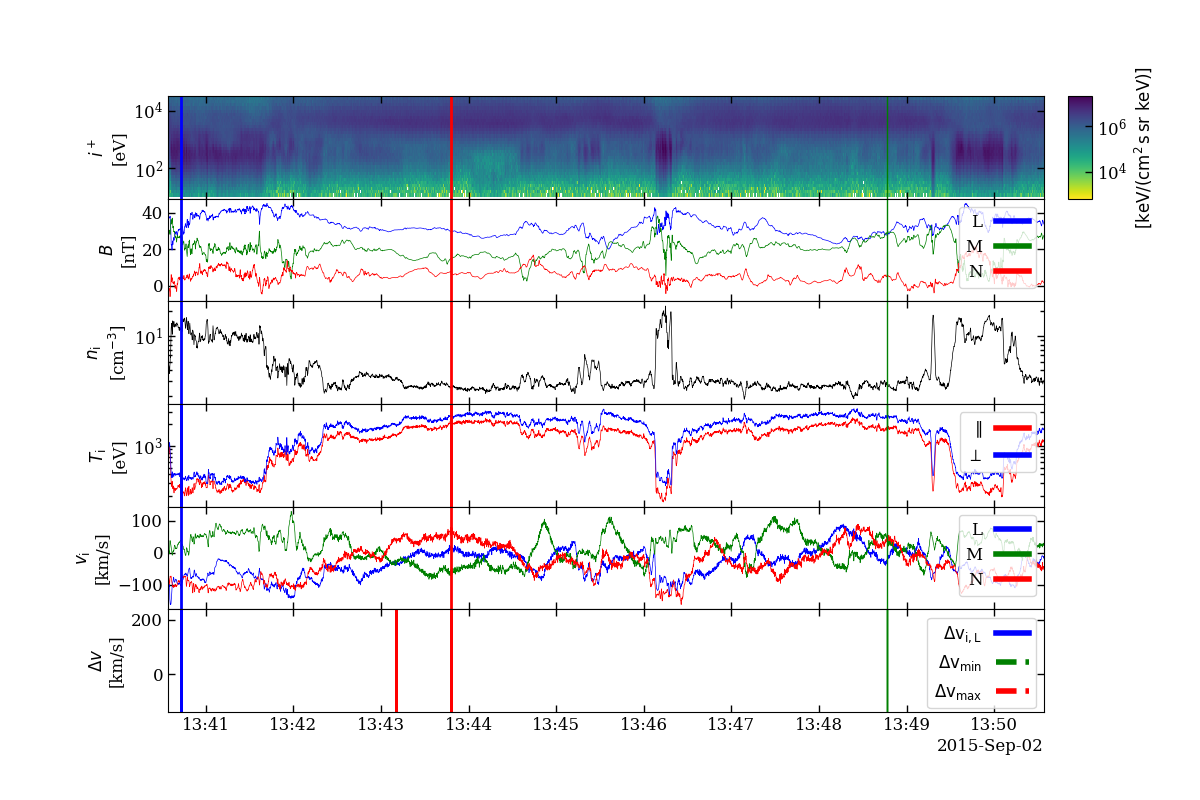 10⁴
10²
i⁺
[eV]
10⁶
10⁴
[keV/(cm² s sr keV)]
40
20
0
B
[nT]
L
M
N
10¹
nᵢ
[cm⁻³]
10³
Tᵢ
[eV]
∥
⊥
100
0
−100
vᵢ
[km/s]
L
M
N
200
0
Δv
[km/s]
Δv_i,L
Δv_min
Δv_max
13:41 13:42 13:43 13:44 13:45 13:46 13:47 13:48 13:49 13:50
2015-Sep-02